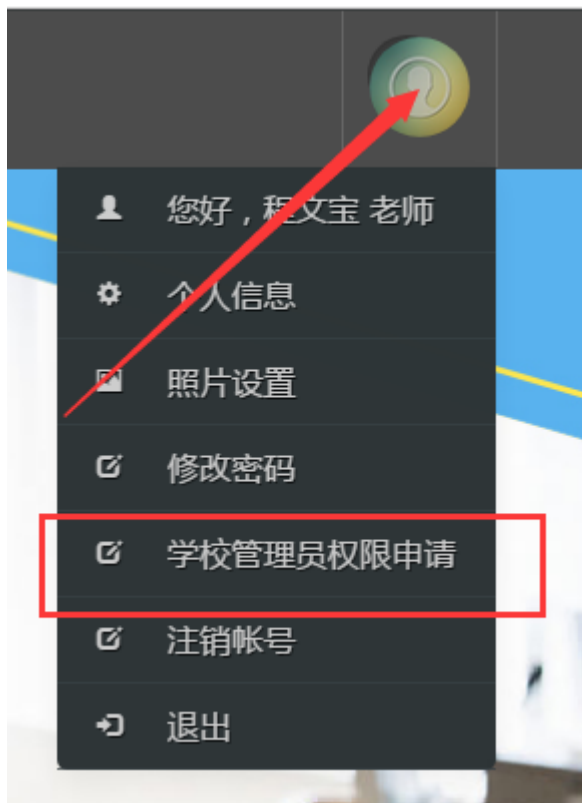 您好，程文宝 老师
个人信息
照片设置
修改密码
学校管理员权限申请
注销帐号
退出